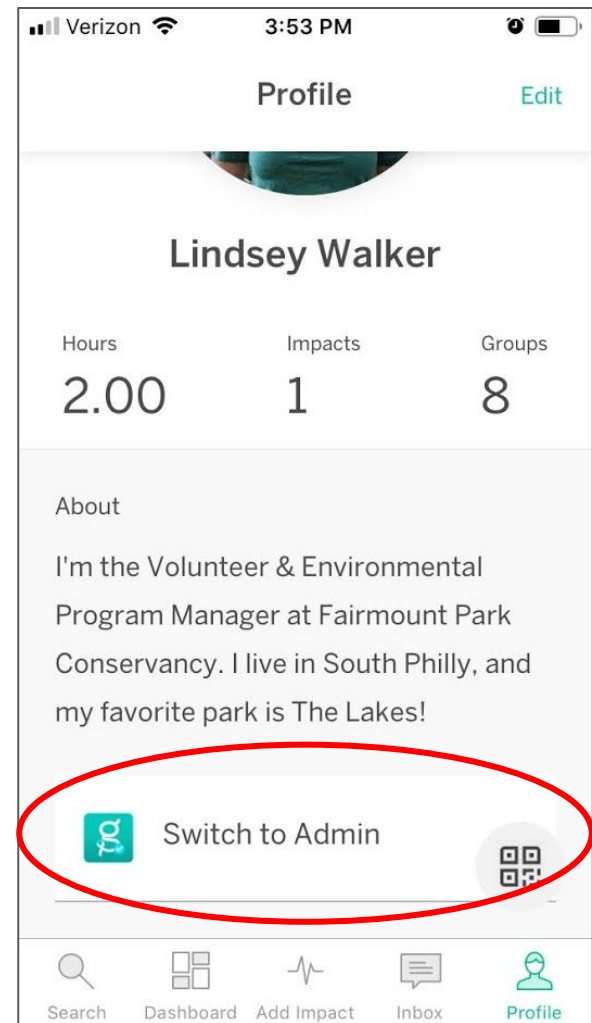 Verizon 3:53 PM
Profile Edit
Lindsey Walker
Hours Impacts Groups
2.00 1 8
About
I'm the Volunteer & Environmental
Program Manager at Fairmount Park
Conservancy. I live in South Philly, and
my favorite park is The Lakes!
g Switch to Admin
Search Dashboard Add Impact Inbox Profile